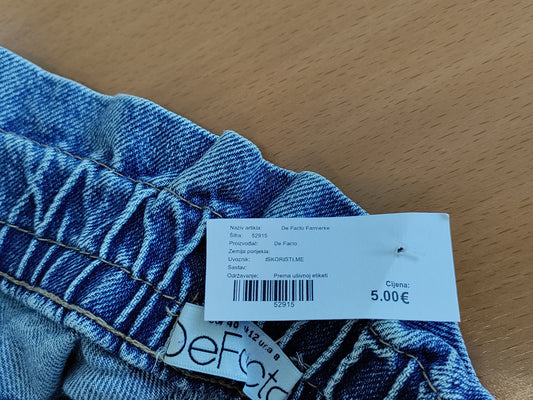 Naziv artikla: De Facto Farmerke
Šifra: 52915
Proizvođač: De Facto
Zemlja porijekla:
Uvoznik: ISKORISTI.ME
Sastav:
Održavanje: Prema ušivnoj etiketi
52915
Cijena:
5.00€
40
DeFacto